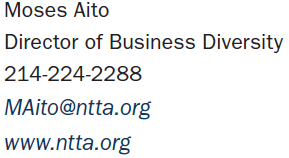 Moses Aito
Director of Business Diversity
214-224-2288
MAito@ntta.org
www.ntta.org